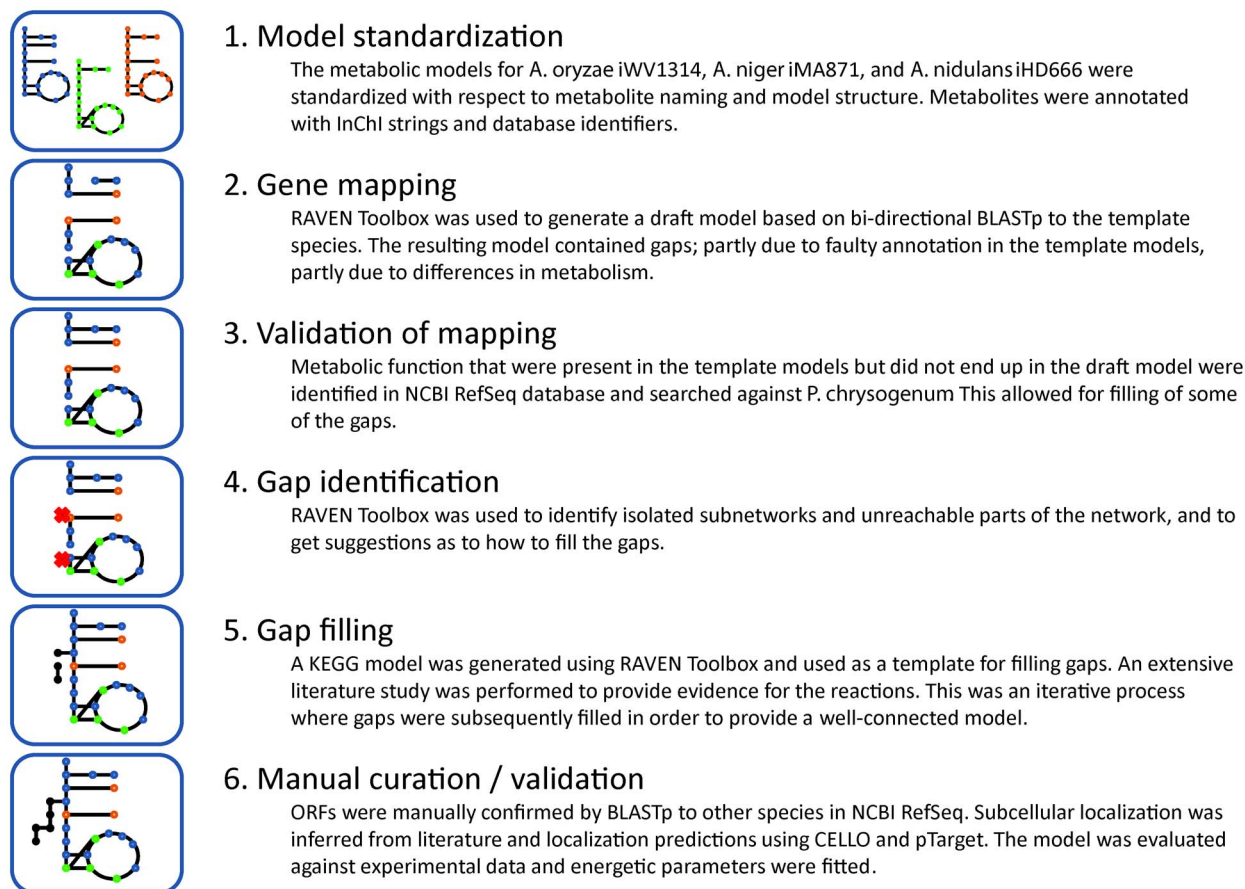 1. Model standardization
The metabolic models for A. oryzae iWV1314, A. niger iMA871, and A. nidulans iHD666 were
standardized with respect to metabolite naming and model structure. Metabolites were annotated
with InChI strings and database identifiers.
2. Gene mapping
RAVEN Toolbox was used to generate a draft model based on bi-directional BLASTp to the template
species. The resulting model contained gaps; partly due to faulty annotation in the template models,
partly due to differences in metabolism.
3. Validation of mapping
Metabolic function that were present in the template models but did not end up in the draft model were
identified in NCBI RefSeq database and searched against P. chrysogenum This allowed for filling of some
of the gaps.
4. Gap identification
RAVEN Toolbox was used to identify isolated subnetworks and unreachable parts of the network, and to
get suggestions as to how to fill the gaps.
5. Gap filling
A KEGG model was generated using RAVEN Toolbox and used as a template for filling gaps. An extensive
literature study was performed to provide evidence for the reactions. This was an iterative process
where gaps were subsequently filled in order to provide a well-connected model.
6. Manual curation / validation
ORFs were manually confirmed by BLASTp to other species in NCBI RefSeq. Subcellular localization was
inferred from literature and localization predictions using CELLO and pTarget. The model was evaluated
against experimental data and energetic parameters were fitted.